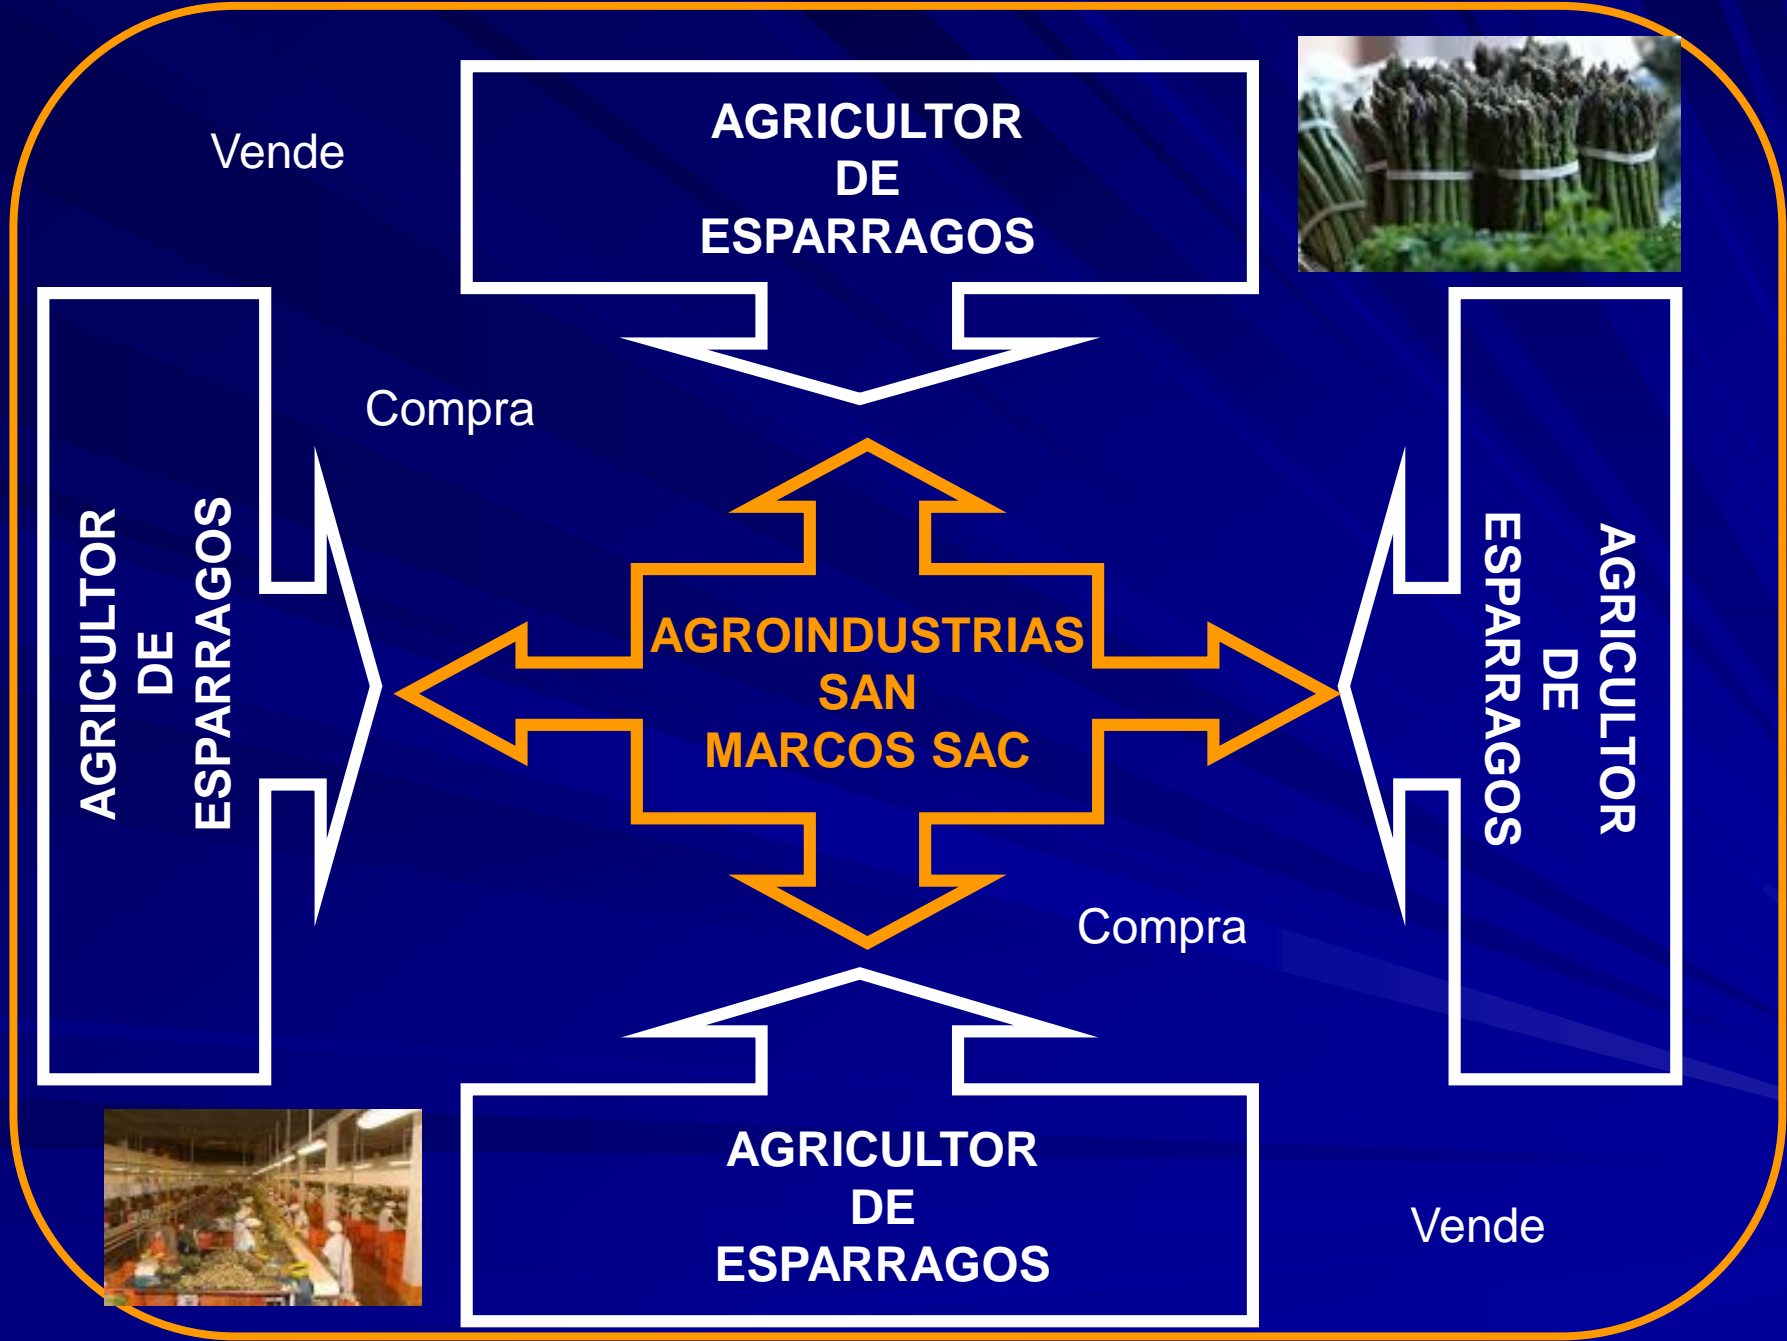 Vende
AGRICULTOR
DE
ESPARRAGOS
Compra
AGRICULTOR
DE
ESPARRAGOS
AGROINDUSTRIAS
SAN
MARCOS SAC
AGRICULTOR
DE
ESPARRAGOS
Compra
AGRICULTOR
DE
ESPARRAGOS
Vende